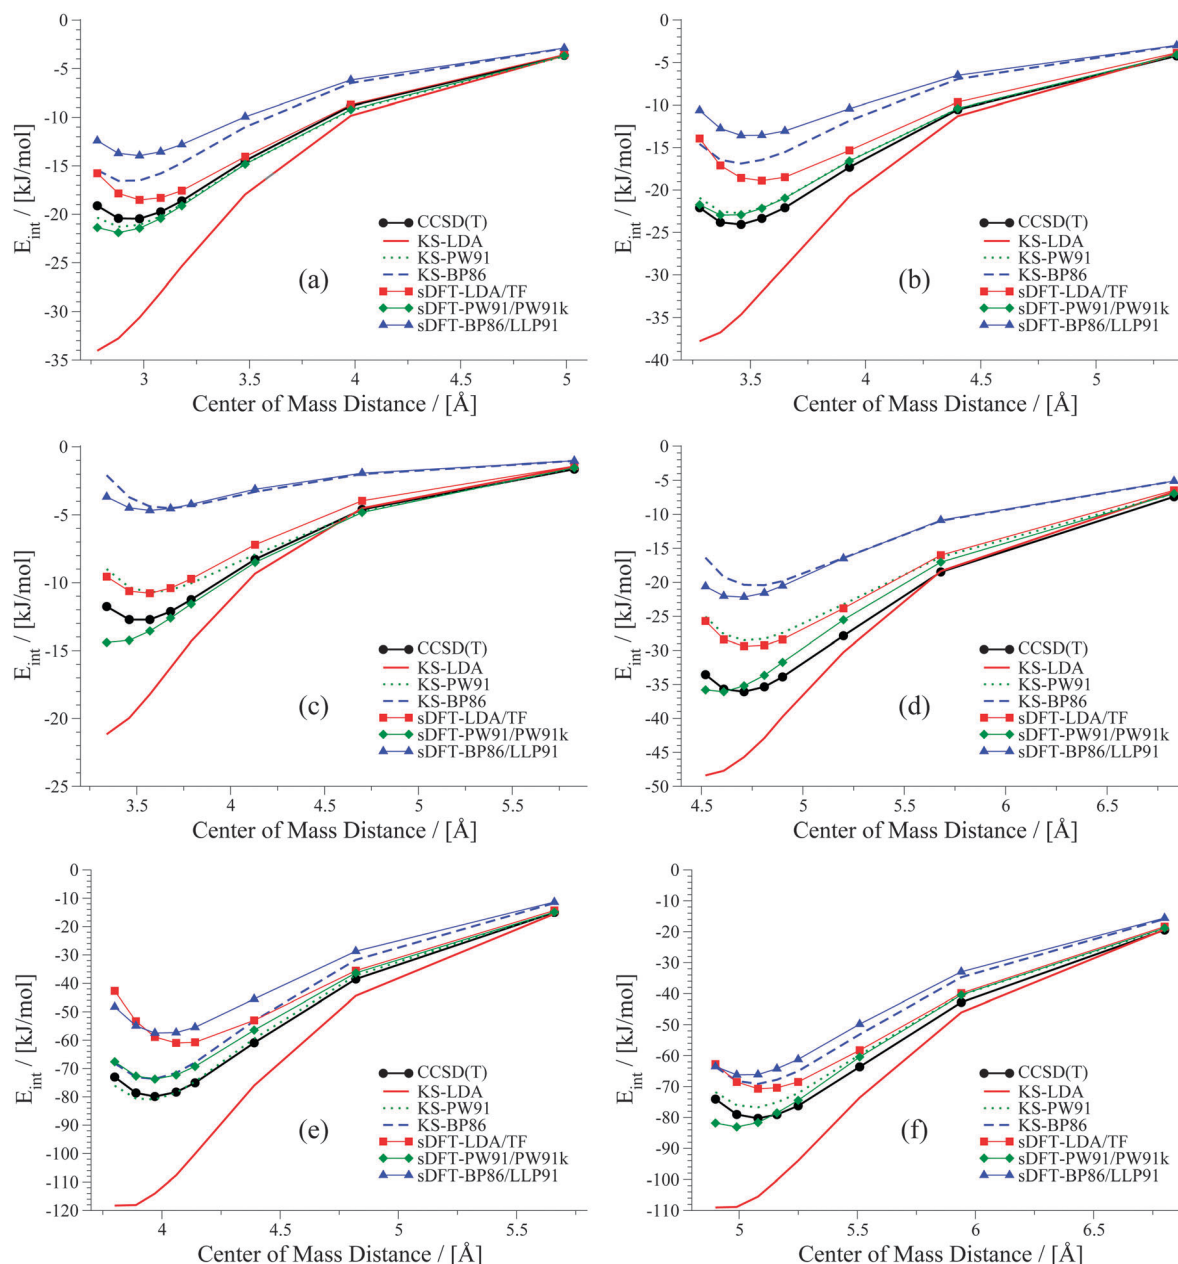 0
-5
-10
-15
-20
-25
-30
-35
E_int / [kJ/mol]
CCSD(T)
KS-LDA
KS-PW91
KS-BP86
sDFT-LDA/TF
sDFT-PW91/PW91k
sDFT-BP86/LLP91
(a)
3 3.5 4 4.5 5
Center of Mass Distance / [Å]
0
-5
-10
-15
-20
-25
-30
-35
-40
E_int / [kJ/mol]
CCSD(T)
KS-LDA
KS-PW91
KS-BP86
sDFT-LDA/TF
sDFT-PW91/PW91k
sDFT-BP86/LLP91
(b)
3.5 4 4.5 5
Center of Mass Distance / [Å]
0
-5
-10
-15
-20
-25
E_int / [kJ/mol]
CCSD(T)
KS-LDA
KS-PW91
KS-BP86
sDFT-LDA/TF
sDFT-PW91/PW91k
sDFT-BP86/LLP91
(c)
3.5 4 4.5 5 5.5
Center of Mass Distance / [Å]
0
-5
-10
-15
-20
-25
-30
-35
-40
-45
-50
E_int / [kJ/mol]
CCSD(T)
KS-LDA
KS-PW91
KS-BP86
sDFT-LDA/TF
sDFT-PW91/PW91k
sDFT-BP86/LLP91
(d)
4.5 5 5.5 6 6.5
Center of Mass Distance / [Å]
0
-10
-20
-30
-40
-50
-60
-70
-80
-90
-100
-110
-120
E_int / [kJ/mol]
CCSD(T)
KS-LDA
KS-PW91
KS-BP86
sDFT-LDA/TF
sDFT-PW91/PW91k
sDFT-BP86/LLP91
(e)
4 4.5 5 5.5
Center of Mass Distance / [Å]
0
-10
-20
-30
-40
-50
-60
-70
-80
-90
-100
-110
E_int / [kJ/mol]
CCSD(T)
KS-LDA
KS-PW91
KS-BP86
sDFT-LDA/TF
sDFT-PW91/PW91k
sDFT-BP86/LLP91
(f)
5 5.5 6 6.5
Center of Mass Distance / [Å]